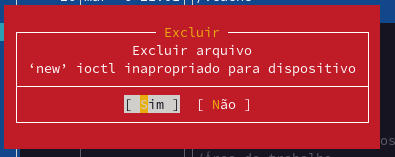 Excluir
Excluir arquivo
‘new’ ioctl inapropriado para dispositivo
[ Sim ] [ Não ]